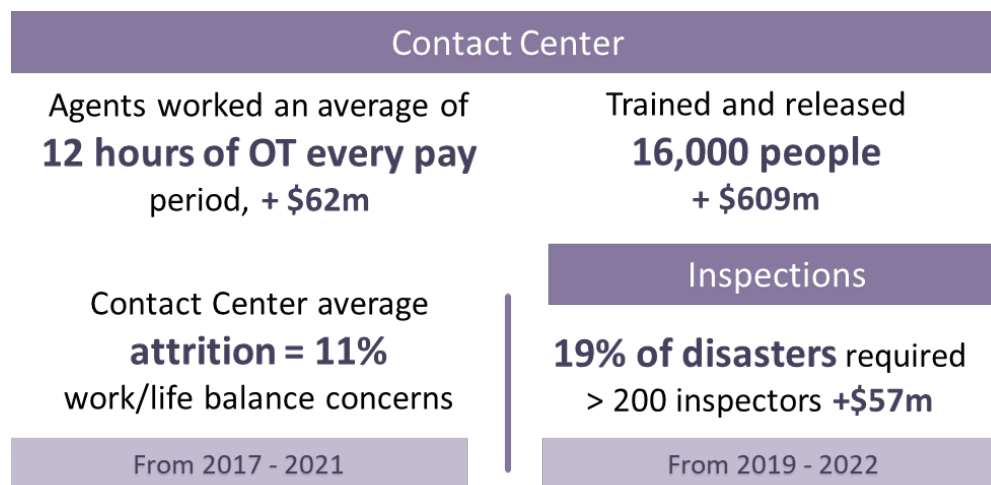 Contact Center
Agents worked an average of
12 hours of OT every pay
period, + $62m
Trained and released
16,000 people
+ $609m
Contact Center average
attrition = 11%
work/life balance concerns
From 2017 - 2021
Inspections
19% of disasters required
> 200 inspectors +$57m
From 2019 - 2022